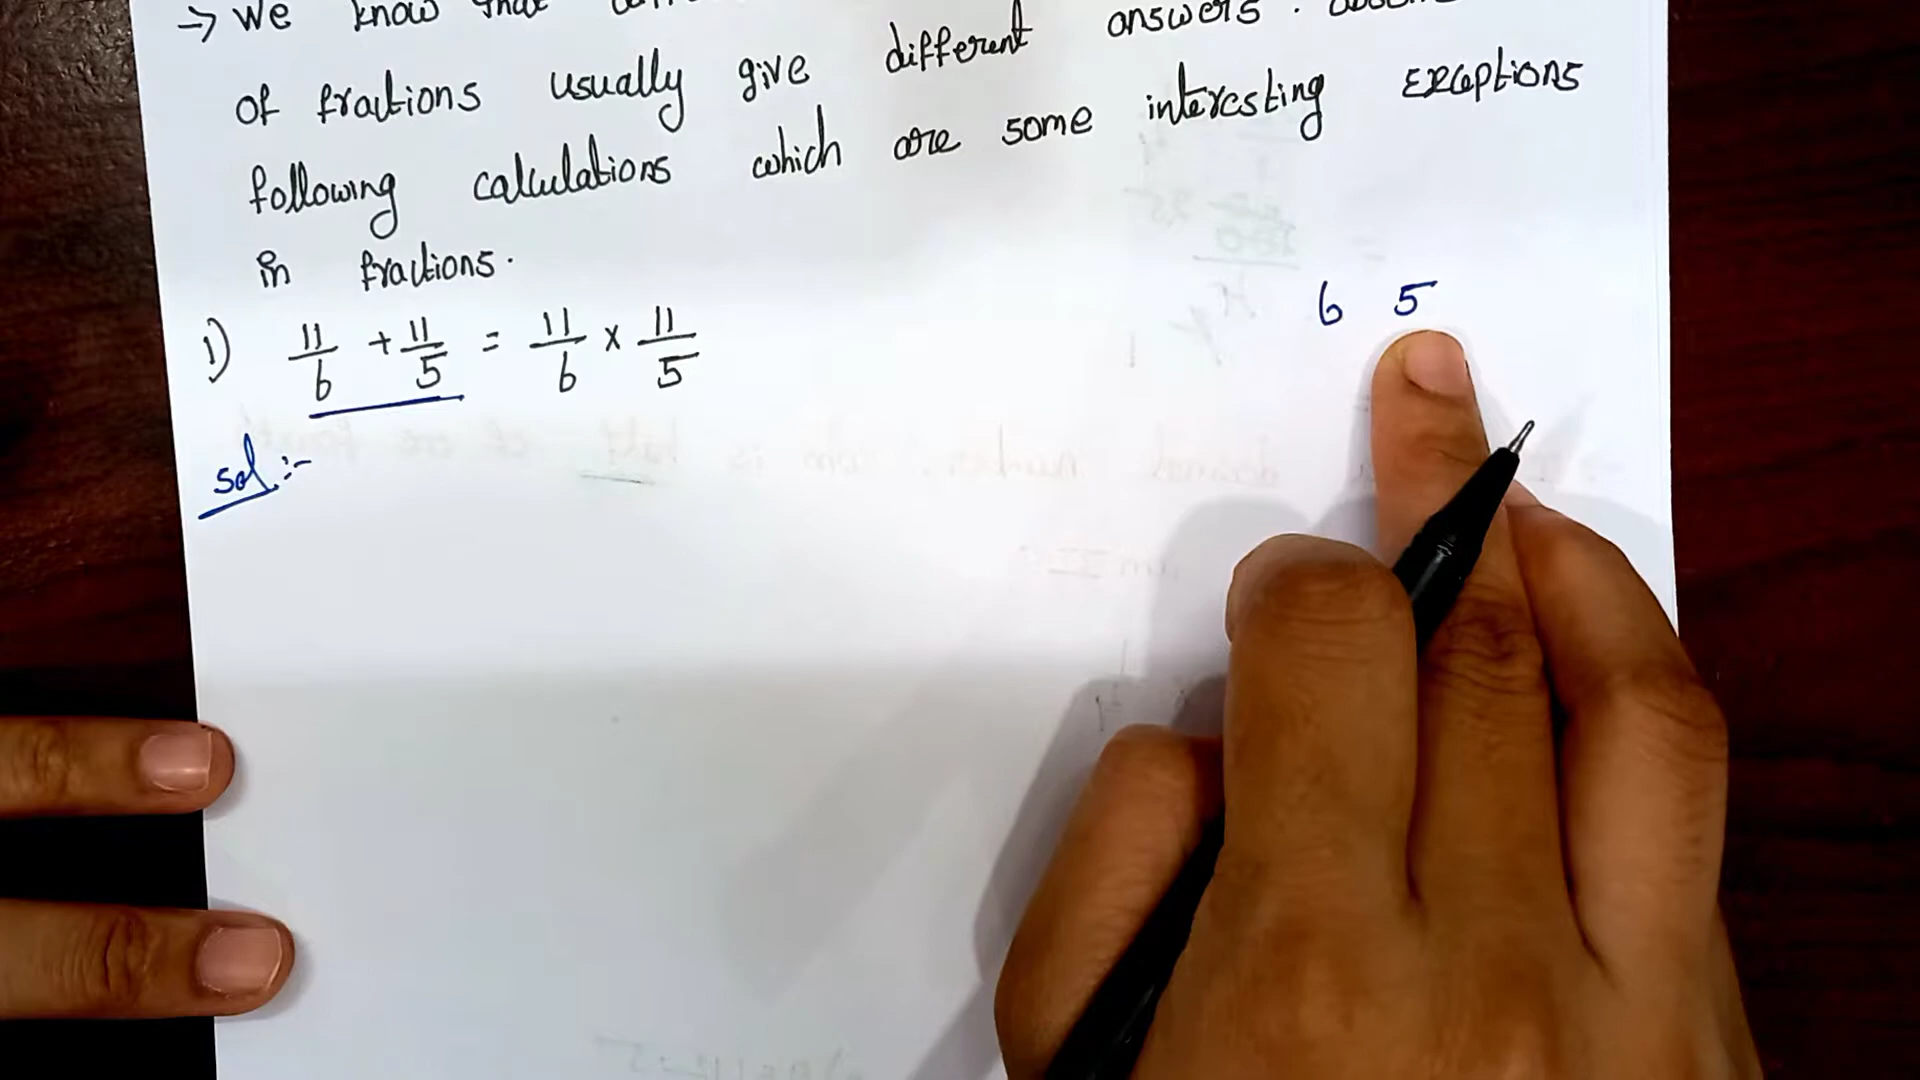 → We know that
of fractions usually give different answers.
following calculations which are some interesting exceptions
in fractions.
1) 11/6 + 11/5 = 11/6 x 11/5
6 5
sol:-